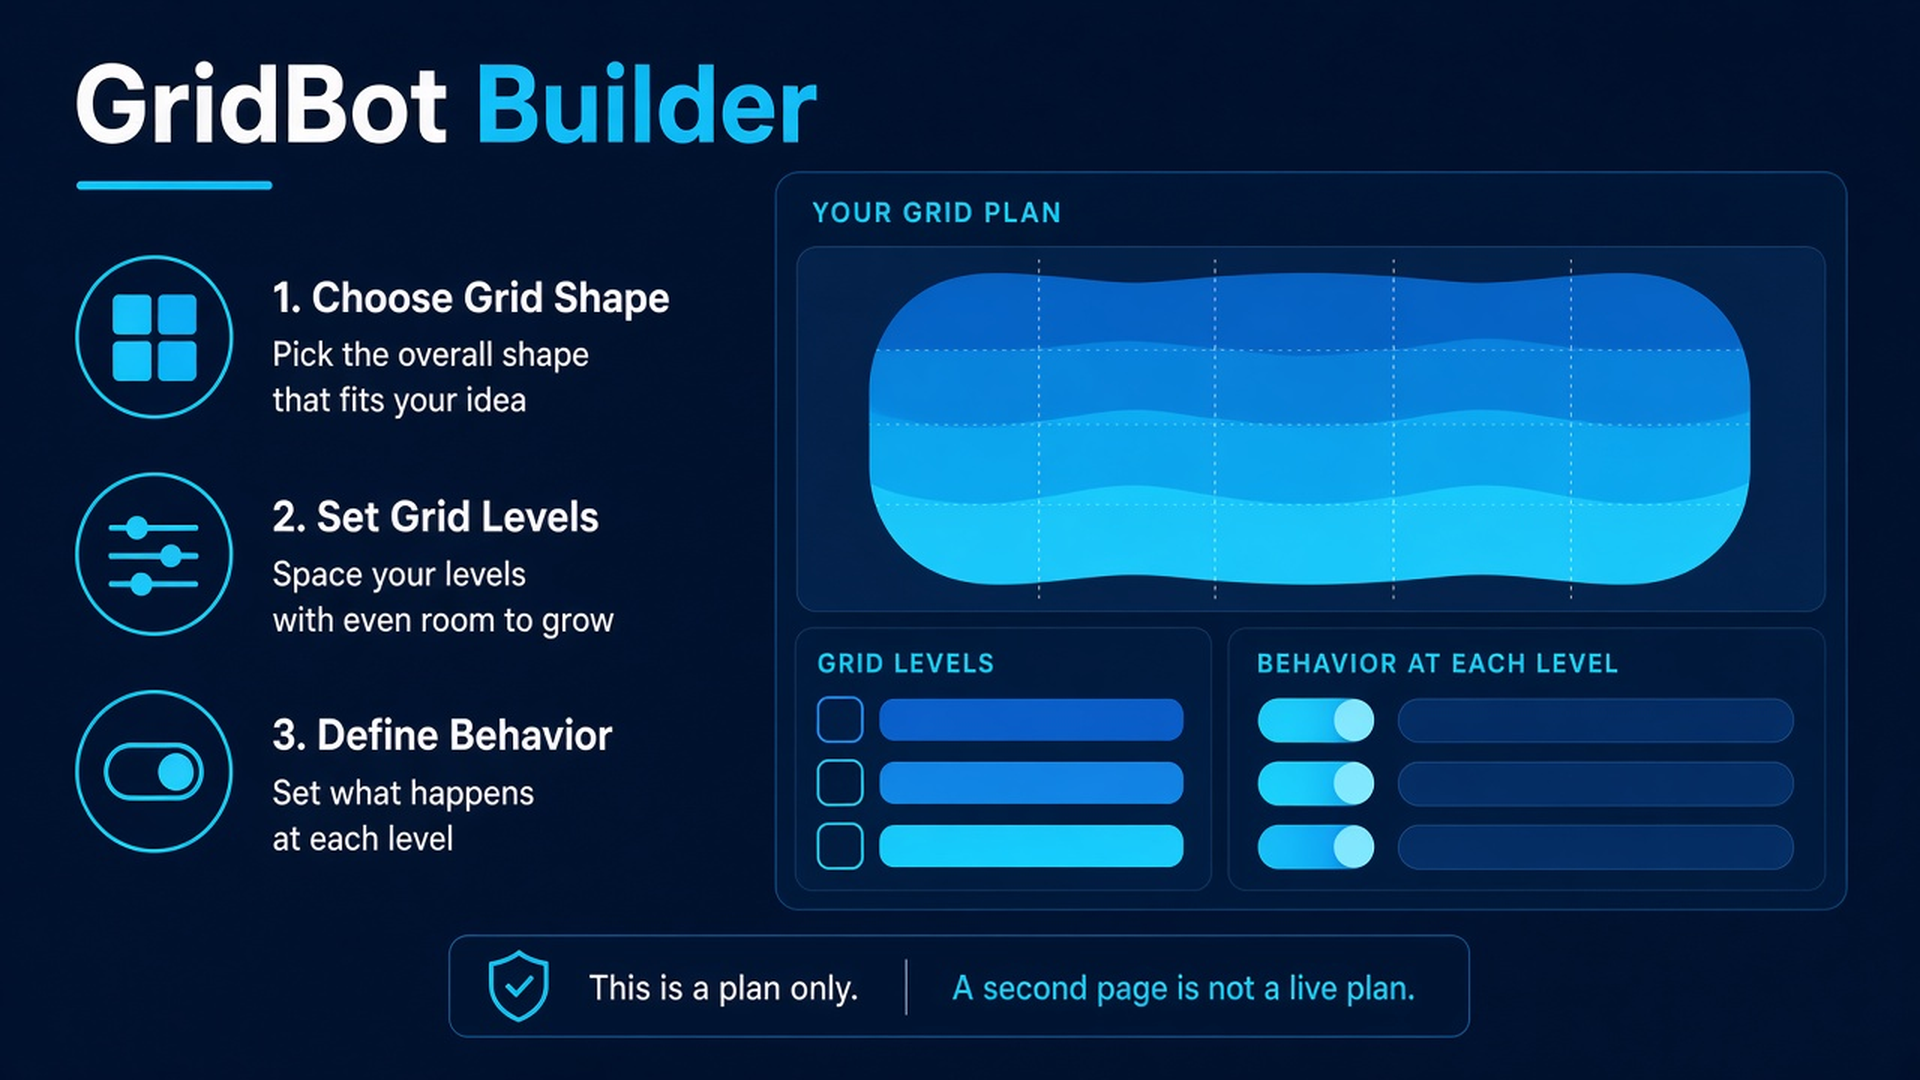 GridBot Builder
1. Choose Grid Shape
Pick the overall shape
that fits your idea
2. Set Grid Levels
Space your levels
with even room to grow
3. Define Behavior
Set what happens
at each level
YOUR GRID PLAN
GRID LEVELS
BEHAVIOR AT EACH LEVEL
This is a plan only.
A second page is not a live plan.